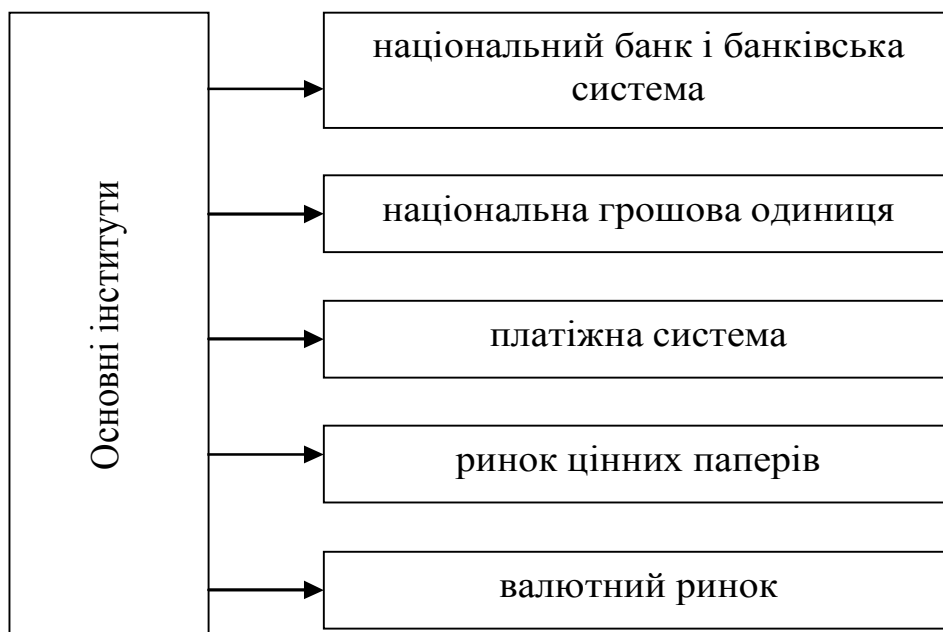 Основні інститути
національний банк і банківська
система
національна грошова одиниця
платіжна система
ринок цінних паперів
валютний ринок